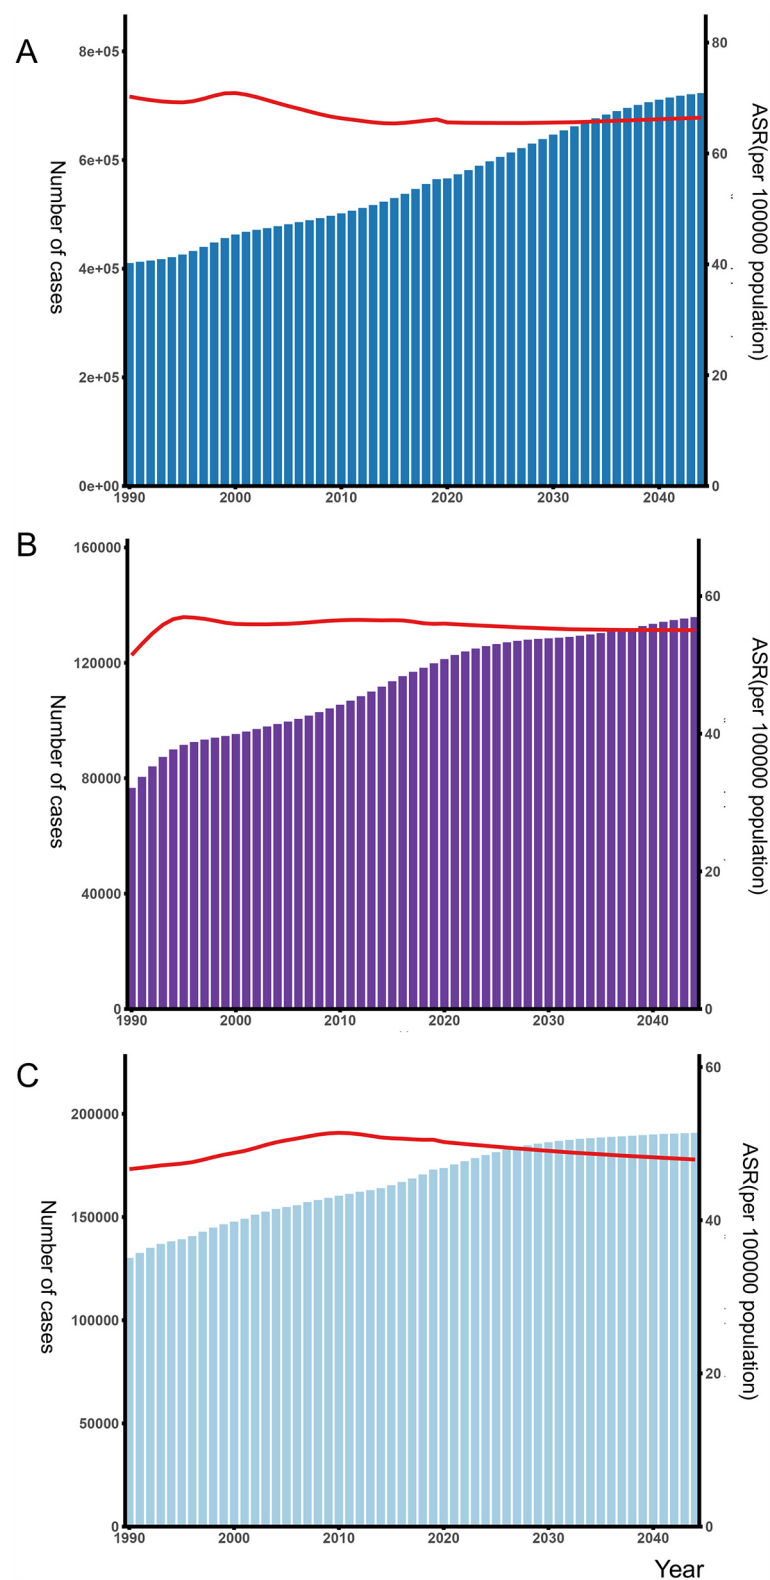 A
8e+05
6e+05
4e+05
2e+05
0e+00
Number of cases
80
60
40
20
0
ASR(per 100000 population)
1990 2000 2010 2020 2030 2040
B
160000
120000
80000
40000
0
Number of cases
60
40
20
0
ASR(per 100000 population)
1990 2000 2010 2020 2030 2040
C
200000
150000
100000
50000
0
Number of cases
60
40
20
0
ASR(per 100000 population)
1990 2000 2010 2020 2030 2040
Year